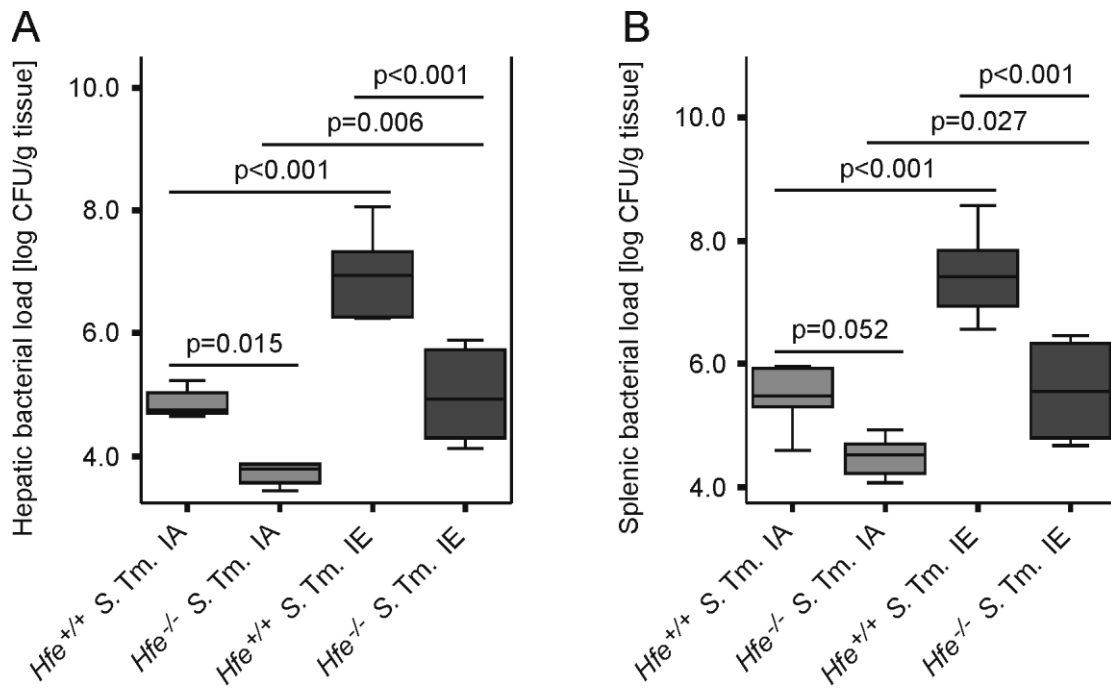 A
Hepatic bacterial load [log CFU/g tissue]
10.0
8.0
6.0
4.0
p<0.001
p=0.006
p<0.001
p=0.015
Hfe+/+ S. Tm. IA
Hfe-/- S. Tm. IA
Hfe+/+ S. Tm. IE
Hfe-/- S. Tm. IE
B
Splenic bacterial load [log CFU/g tissue]
10.0
8.0
6.0
4.0
p<0.001
p=0.027
p<0.001
p=0.052
Hfe+/+ S. Tm. IA
Hfe-/- S. Tm. IA
Hfe+/+ S. Tm. IE
Hfe-/- S. Tm. IE